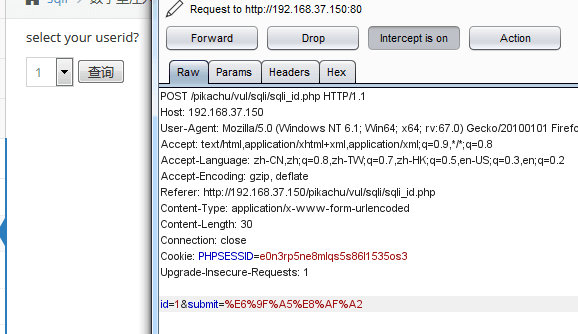 sqli
select your userid?
1
查询
Request to http://192.168.37.150:80
Forward
Drop
Intercept is on
Action
Raw
Params
Headers
Hex
POST /pikachu/vul/sqli/sqli_id.php HTTP/1.1
Host: 192.168.37.150
User-Agent: Mozilla/5.0 (Windows NT 6.1; Win64; x64; rv:67.0) Gecko/20100101 Firefo
Accept: text/html,application/xhtml+xml,application/xml;q=0.9,*/*;q=0.8
Accept-Language: zh-CN,zh;q=0.8,zh-TW;q=0.7,zh-HK;q=0.5,en-US;q=0.3,en;q=0.2
Accept-Encoding: gzip, deflate
Referer: http://192.168.37.150/pikachu/vul/sqli/sqli_id.php
Content-Type: application/x-www-form-urlencoded
Content-Length: 30
Connection: close
Cookie: PHPSESSID=e0n3rp5ne8mlqs5s86l1535os3
Upgrade-Insecure-Requests: 1
id=1&submit=%E6%9F%A5%E8%AF%A2